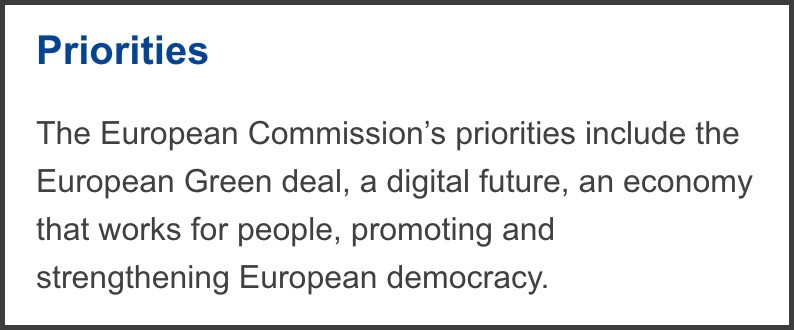 Priorities
The European Commission’s priorities include the
European Green deal, a digital future, an economy
that works for people, promoting and
strengthening European democracy.